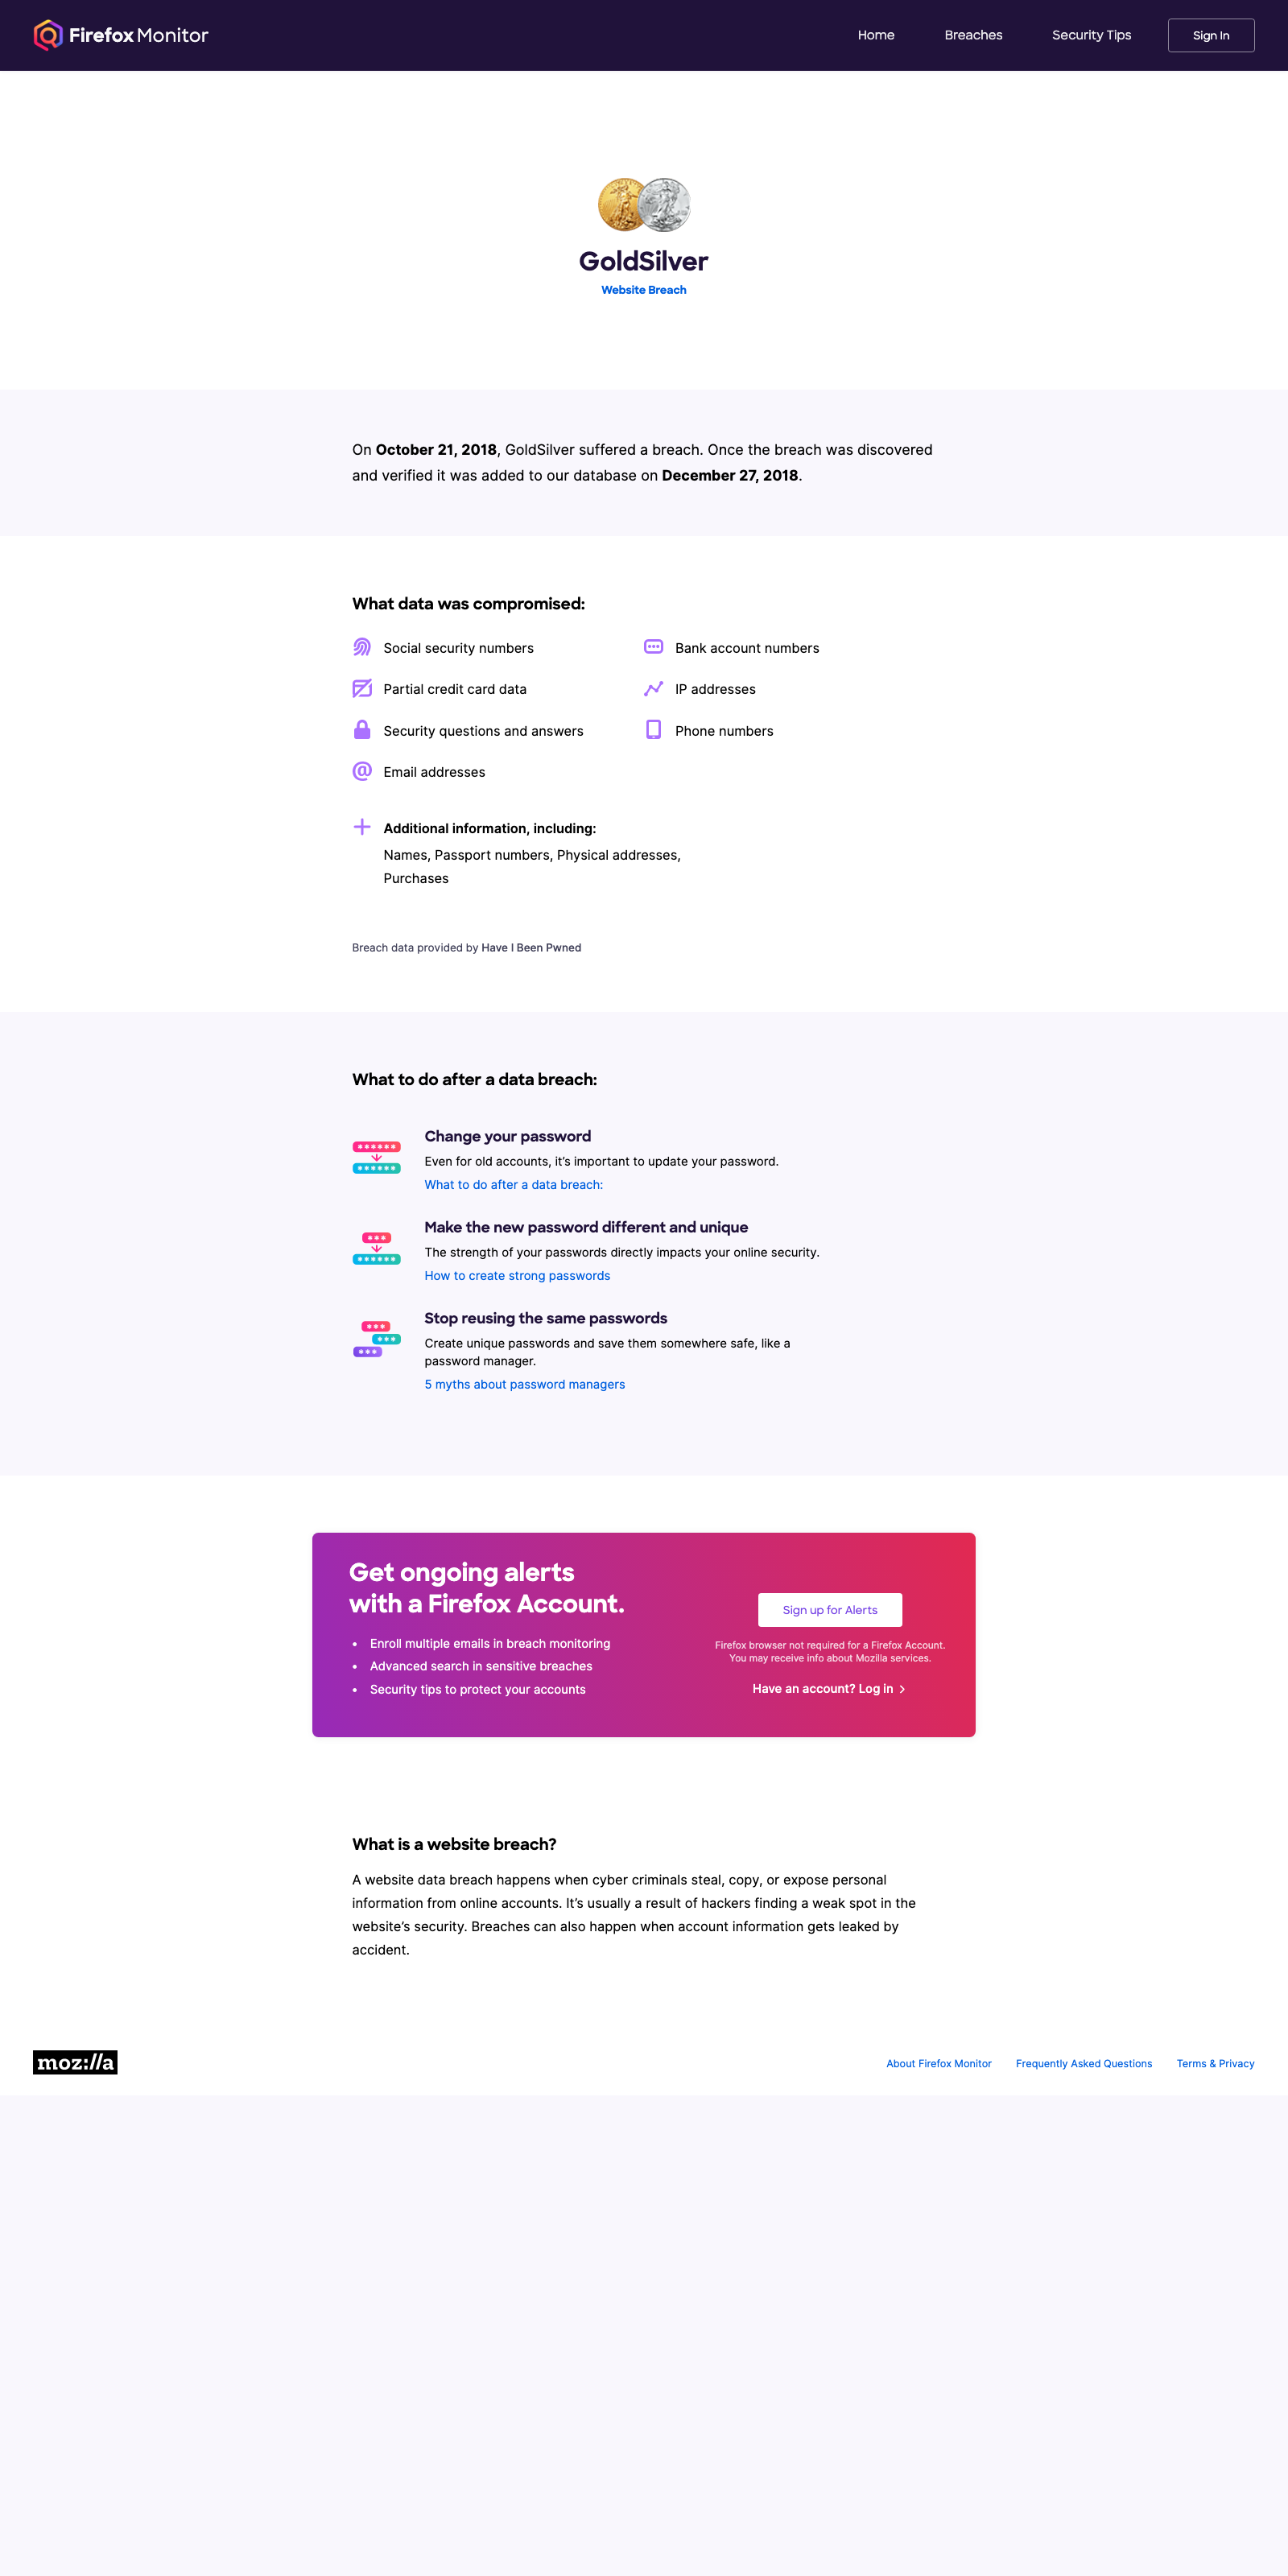 Firefox Monitor
Home
Breaches
Security Tips
Sign In
GoldSilver
Website Breach
On October 21, 2018, GoldSilver suffered a breach. Once the breach was discovered
and verified it was added to our database on December 27, 2018.
What data was compromised:
Social security numbers
Bank account numbers
Partial credit card data
IP addresses
Security questions and answers
Phone numbers
Email addresses
Additional information, including:
Names, Passport numbers, Physical addresses,
Purchases
Breach data provided by Have I Been Pwned
What to do after a data breach:
Change your password
Even for old accounts, it’s important to update your password.
What to do after a data breach:
Make the new password different and unique
The strength of your passwords directly impacts your online security.
How to create strong passwords
Stop reusing the same passwords
Create unique passwords and save them somewhere safe, like a
password manager.
5 myths about password managers
Get ongoing alerts
with a Firefox Account.
• Enroll multiple emails in breach monitoring
• Advanced search in sensitive breaches
• Security tips to protect your accounts
Sign up for Alerts
Firefox browser not required for a Firefox Account.
You may receive info about Mozilla services.
Have an account? Log in
What is a website breach?
A website data breach happens when cyber criminals steal, copy, or expose personal
information from online accounts. It’s usually a result of hackers finding a weak spot in the
website’s security. Breaches can also happen when account information gets leaked by
accident.
moz://a
About Firefox Monitor
Frequently Asked Questions
Terms & Privacy